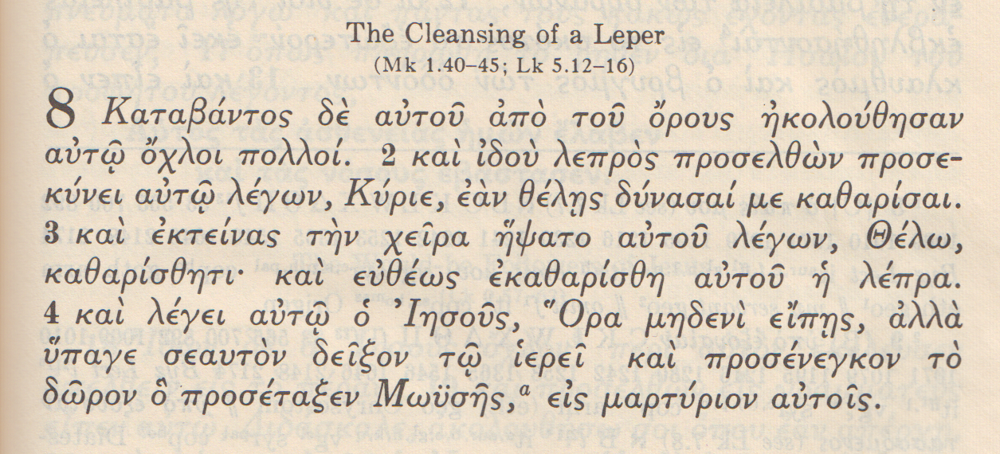 The Cleansing of a Leper
(Mk 1.40–45; Lk 5.12–16)
8 Καταβάντος δὲ αὐτοῦ ἀπὸ τοῦ ὄρους ἠκολούθησαν
αὐτῷ ὄχλοι πολλοί. 2 καὶ ἰδοὺ λεπρὸς προσελθὼν προσε-
κύνει αὐτῷ λέγων, Κύριε, ἐὰν θέλῃς δύνασαί με καθαρίσαι.
3 καὶ ἐκτείνας τὴν χεῖρα ἥψατο αὐτοῦ λέγων, Θέλω,
καθαρίσθητι· καὶ εὐθέως ἐκαθαρίσθη αὐτοῦ ἡ λέπρα.
4 καὶ λέγει αὐτῷ ὁ Ἰησοῦς, Ὅρα μηδενὶ εἴπῃς, ἀλλὰ
ὕπαγε σεαυτὸν δεῖξον τῷ ἱερεῖ καὶ προσένεγκον τὸ
δῶρον ὃ προσέταξεν Μωϋσῆς,ᵃ εἰς μαρτύριον αὐτοῖς.